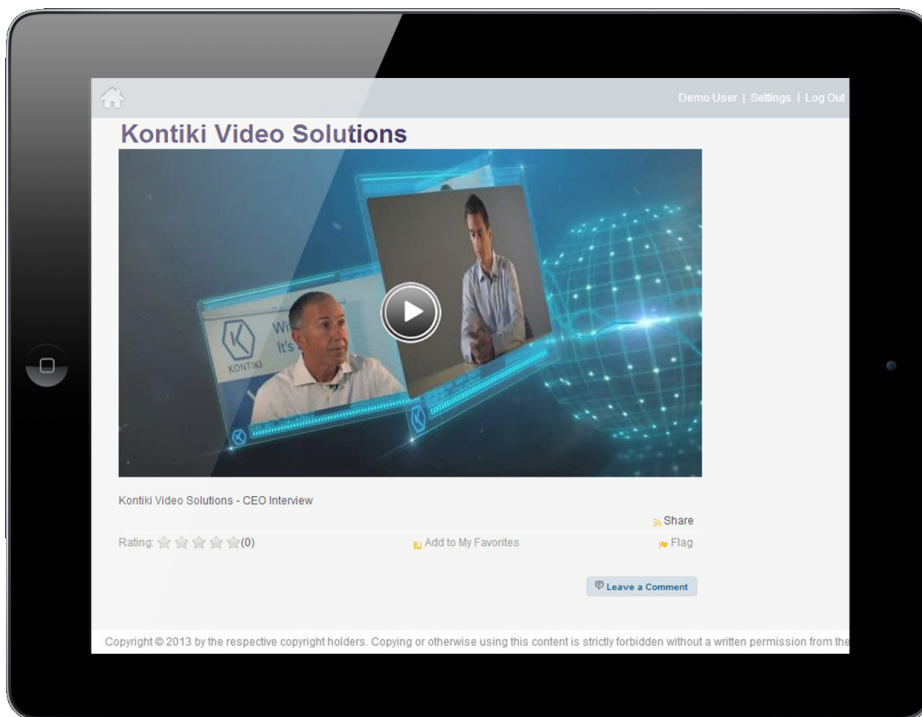 Demo User | Settings | Log Out
Kontiki Video Solutions
Wi
It's
KONTIKI
Kontiki Video Solutions - CEO Interview
Share
Rating: (0) Add to My Favorites Flag
Leave a Comment
Copyright © 2013 by the respective copyright holders. Copying or otherwise using this content is strictly forbidden without a written permission from the